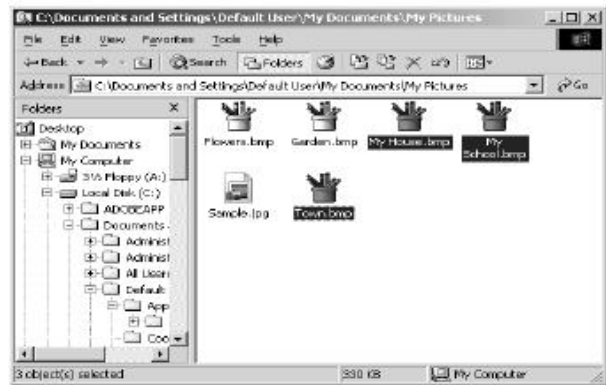 C:\Documents and Settings\Default User\My Documents\My Pictures
File Edit View Favorites Tools Help
Back Search Folders
Address C:\Documents and Settings\Default User\My Documents\My Pictures Go
Folders
Desktop
My Documents
My Computer
3½ Floppy (A:)
Local Disk (C:)
ADOBEAPP
Documents
Administ
Administ
All Users
Default
App
Coo
Flowers.bmp Garden.bmp My House.bmp My School.bmp
Sample.jpg Town.bmp
3 object(s) selected 330 KB My Computer